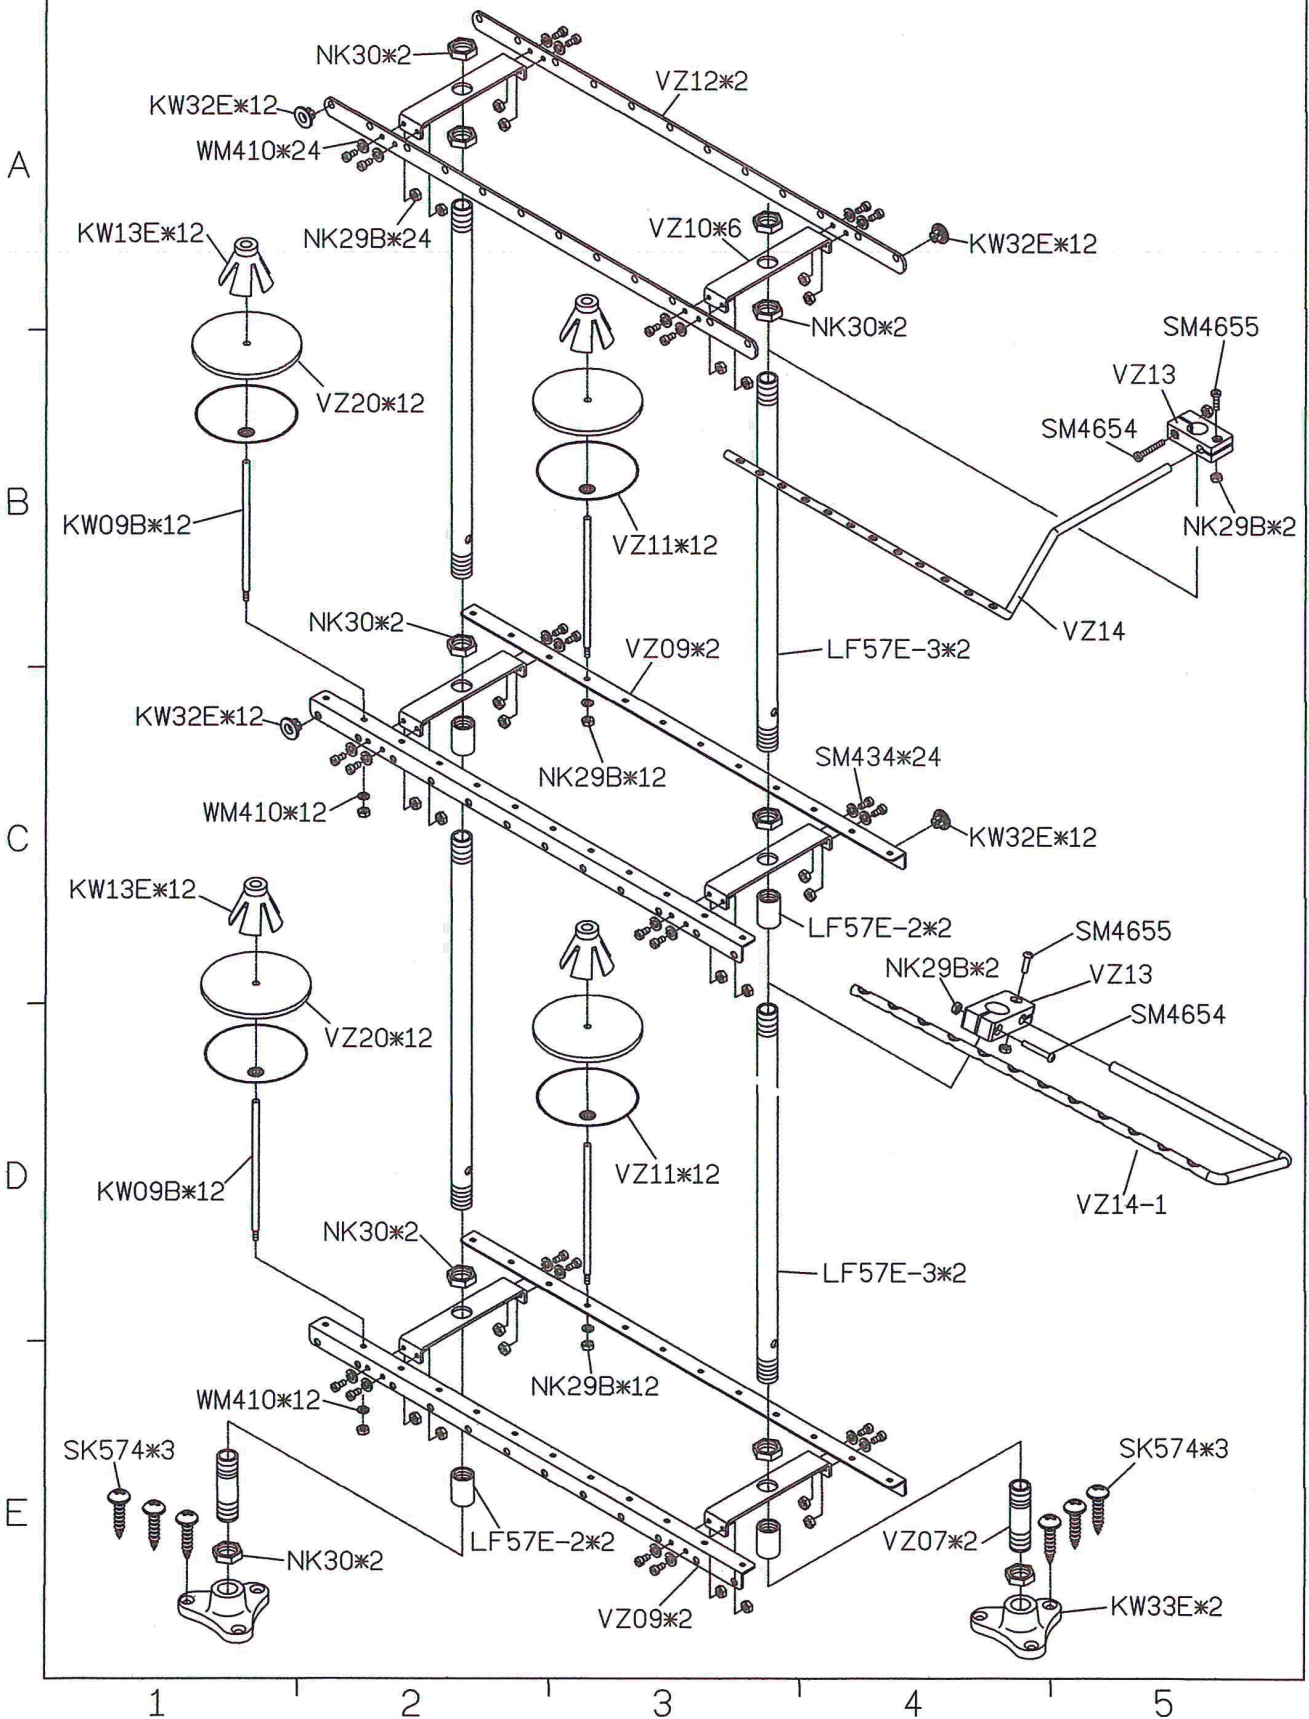 NK30*2
VZ12*2
KW32E*12
A
WM410*24
KW13E*12
NK29B*24
VZ10*6
KW32E*12
NK30*2
SM4655
VZ13
VZ20*12
SM4654
B
KW09B*12
VZ11*12
NK29B*2
NK30*2
VZ09*2
LF57E-3*2
VZ14
KW32E*12
NK29B*12
SM434*24
WM410*12
C
KW32E*12
KW13E*12
LF57E-2*2
SM4655
NK29B*2
VZ13
SM4654
VZ20*12
D
KW09B*12
VZ11*12
VZ14-1
NK30*2
LF57E-3*2
NK29B*12
WM410*12
SK574*3
SK574*3
E
NK30*2
LF57E-2*2
VZ07*2
VZ09*2
KW33E*2
1 2 3 4 5